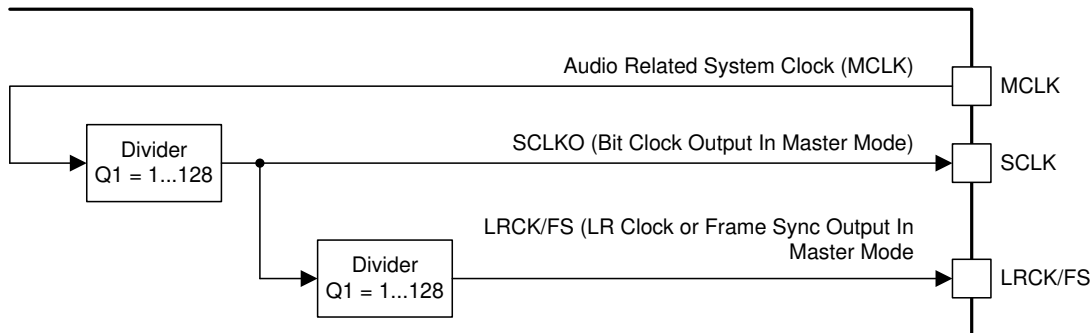 Audio Related System Clock (MCLK)
MCLK
Divider
Q1 = 1...128
SCLKO (Bit Clock Output In Master Mode)
SCLK
LRCK/FS (LR Clock or Frame Sync Output In
Master Mode
Divider
Q1 = 1...128
LRCK/FS